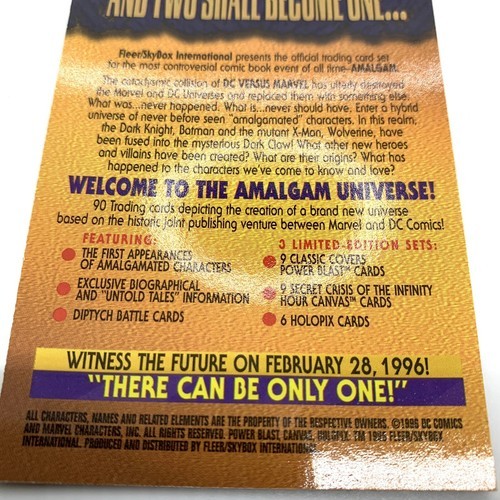 AND TWO SHALL BECOME ONE...
Fleer/SkyBox International presents the official trading card set
for the most controversial comic book event of all time-AMALGAM.
The cataclysmic collision of DC VERSUS MARVEL has utterly destroyed
the Marvel and DC Universes and replaced them with something else.
What was...never happened. What is...never should have. Enter a hybrid
universe of never before seen "amalgamated" characters. In this realm,
the Dark Knight, Batman and the mutant X-Man, Wolverine, have
been fused into the mysterious Dark Claw! What other new heroes
and villains have been created? What are their origins? What has
happened to the characters we've come to know and love?
WELCOME TO THE AMALGAM UNIVERSE!
90 Trading cards depicting the creation of a brand new universe
based on the historic joint publishing venture between Marvel and DC Comics!
FEATURING:
THE FIRST APPEARANCES
OF AMALGAMATED CHARACTERS
EXCLUSIVE BIOGRAPHICAL
AND "UNTOLD TALES" INFORMATION
DIPTYCH BATTLE CARDS
3 LIMITED-EDITION SETS:
9 CLASSIC COVERS
POWER BLAST™ CARDS
9 SECRET CRISIS OF THE INFINITY
HOUR CANVAS™ CARDS
6 HOLOPIX CARDS
WITNESS THE FUTURE ON FEBRUARY 28, 1996!
"THERE CAN BE ONLY ONE!"
ALL CHARACTERS, NAMES AND RELATED ELEMENTS ARE THE PROPERTY OF THE RESPECTIVE OWNERS. ©1996 DC COMICS
AND MARVEL CHARACTERS, INC. ALL RIGHTS RESERVED. POWER BLAST, CANVAS, HOLOPIX. TM 1996 FLEER/SKYBOX
INTERNATIONAL. PRODUCED AND DISTRIBUTED BY FLEER/SKYBOX INTERNATIONAL